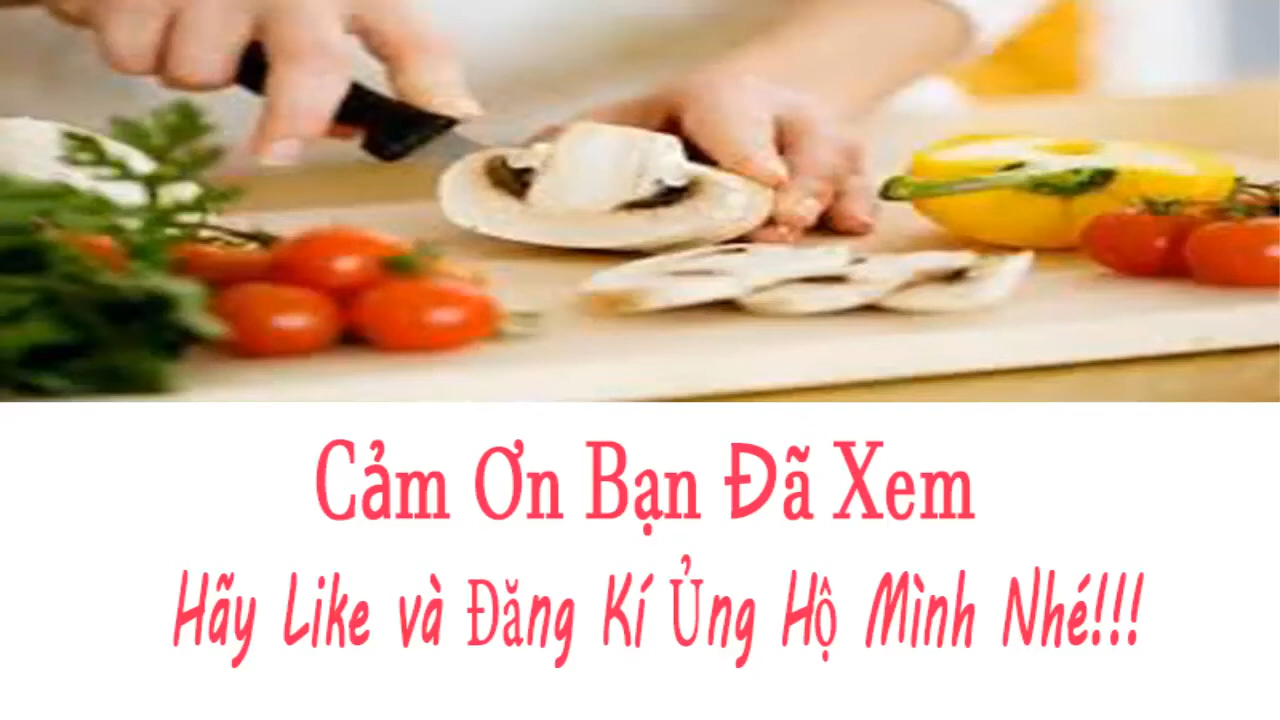 Cảm Ơn Bạn Đã Xem
Hãy Like và Đăng Kí Ủng Hộ Mình Nhé!!!